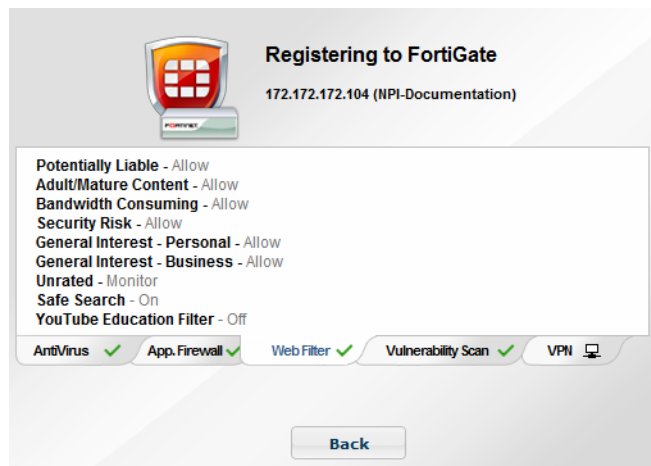 Registering to FortiGate
172.172.172.104 (NPI-Documentation)
FORTINET
Potentially Liable - Allow
Adult/Mature Content - Allow
Bandwidth Consuming - Allow
Security Risk - Allow
General Interest - Personal - Allow
General Interest - Business - Allow
Unrated - Monitor
Safe Search - On
YouTube Education Filter - Off
AntiVirus App. Firewall Web Filter Vulnerability Scan VPN
Back